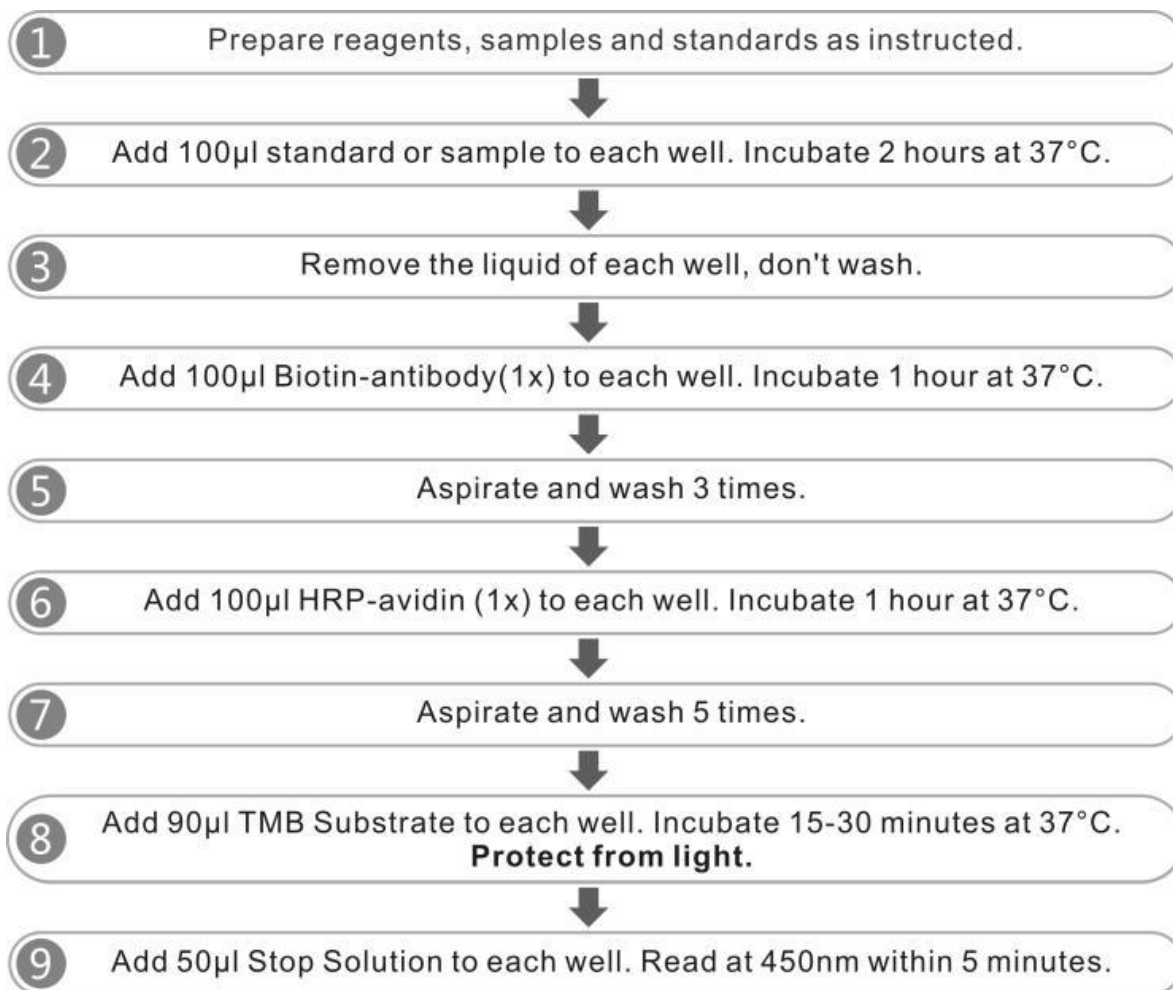 1 Prepare reagents, samples and standards as instructed.
2 Add 100µl standard or sample to each well. Incubate 2 hours at 37°C.
3 Remove the liquid of each well, don't wash.
4 Add 100µl Biotin-antibody(1x) to each well. Incubate 1 hour at 37°C.
5 Aspirate and wash 3 times.
6 Add 100µl HRP-avidin (1x) to each well. Incubate 1 hour at 37°C.
7 Aspirate and wash 5 times.
8 Add 90µl TMB Substrate to each well. Incubate 15-30 minutes at 37°C.
Protect from light.
9 Add 50µl Stop Solution to each well. Read at 450nm within 5 minutes.